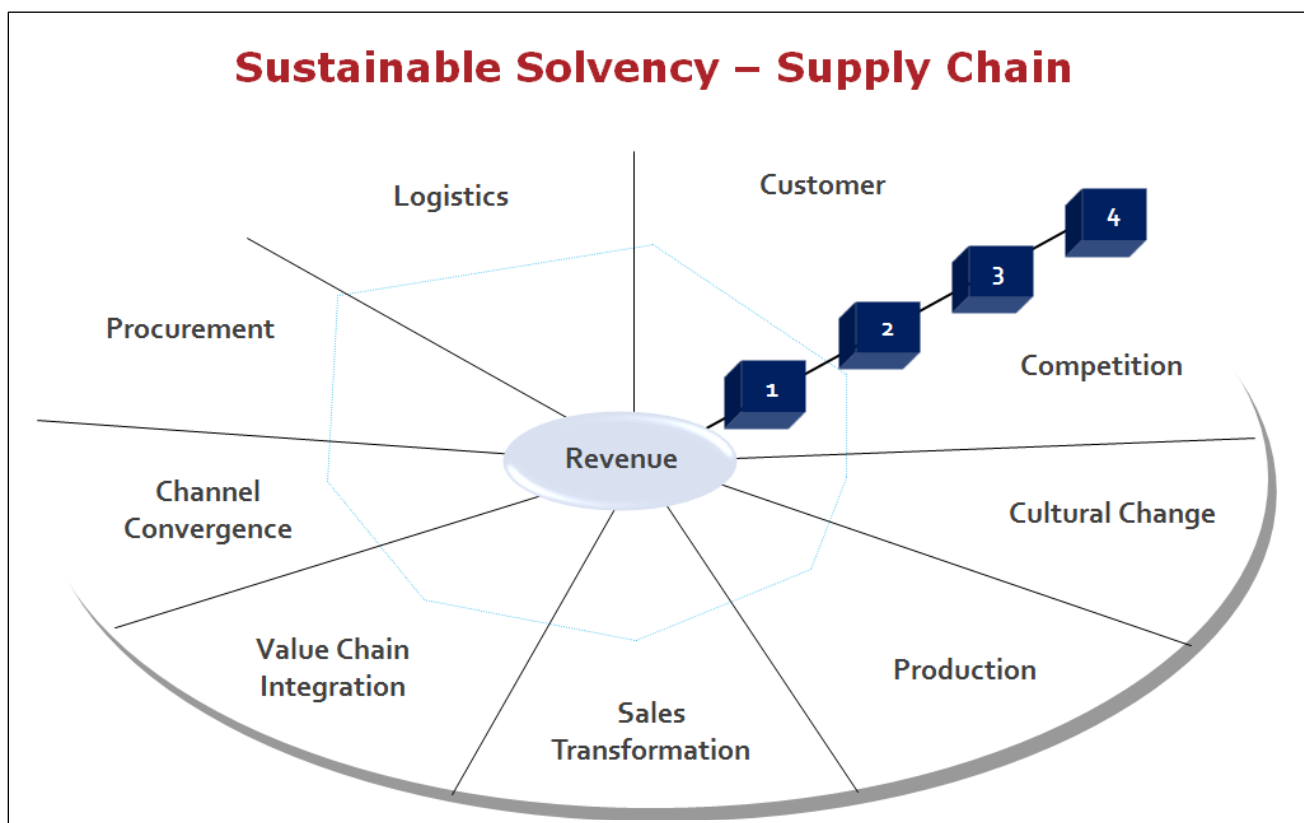 Sustainable Solvency – Supply Chain
Logistics
Customer
4
3
Procurement
2
Competition
1
Revenue
Channel
Convergence
Cultural Change
Value Chain
Integration
Production
Sales
Transformation